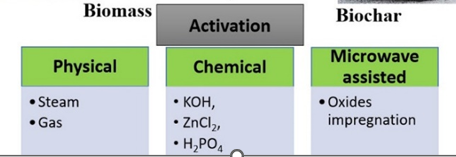 Biomass
Activation
Biochar
Physical
Chemical
Microwave
assisted
• Steam
• Gas
• KOH,
• ZnCl₂,
• H₂PO₄
• Oxides
impregnation